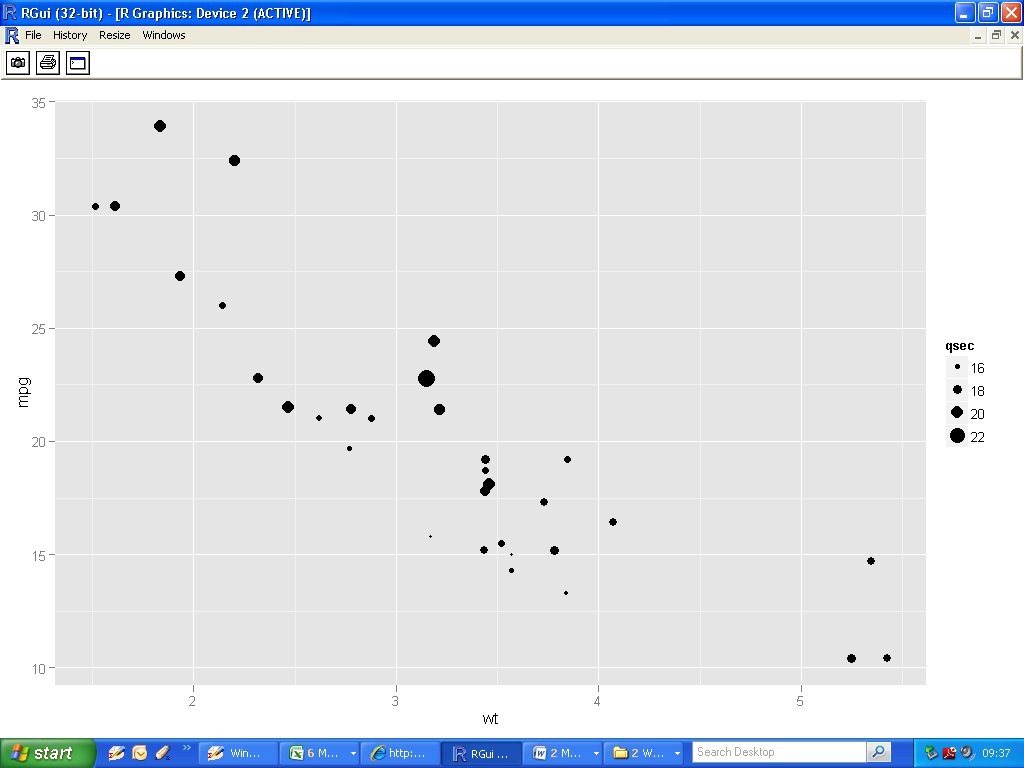 RGui (32-bit) - [R Graphics: Device 2 (ACTIVE)]
File History Resize Windows
35
30
25
20
15
10
mpg
2 3 4 5
wt
qsec
16
18
20
22
start Win... 6 M... http:... RGui ... 2 M... 2 W... Search Desktop 09:37